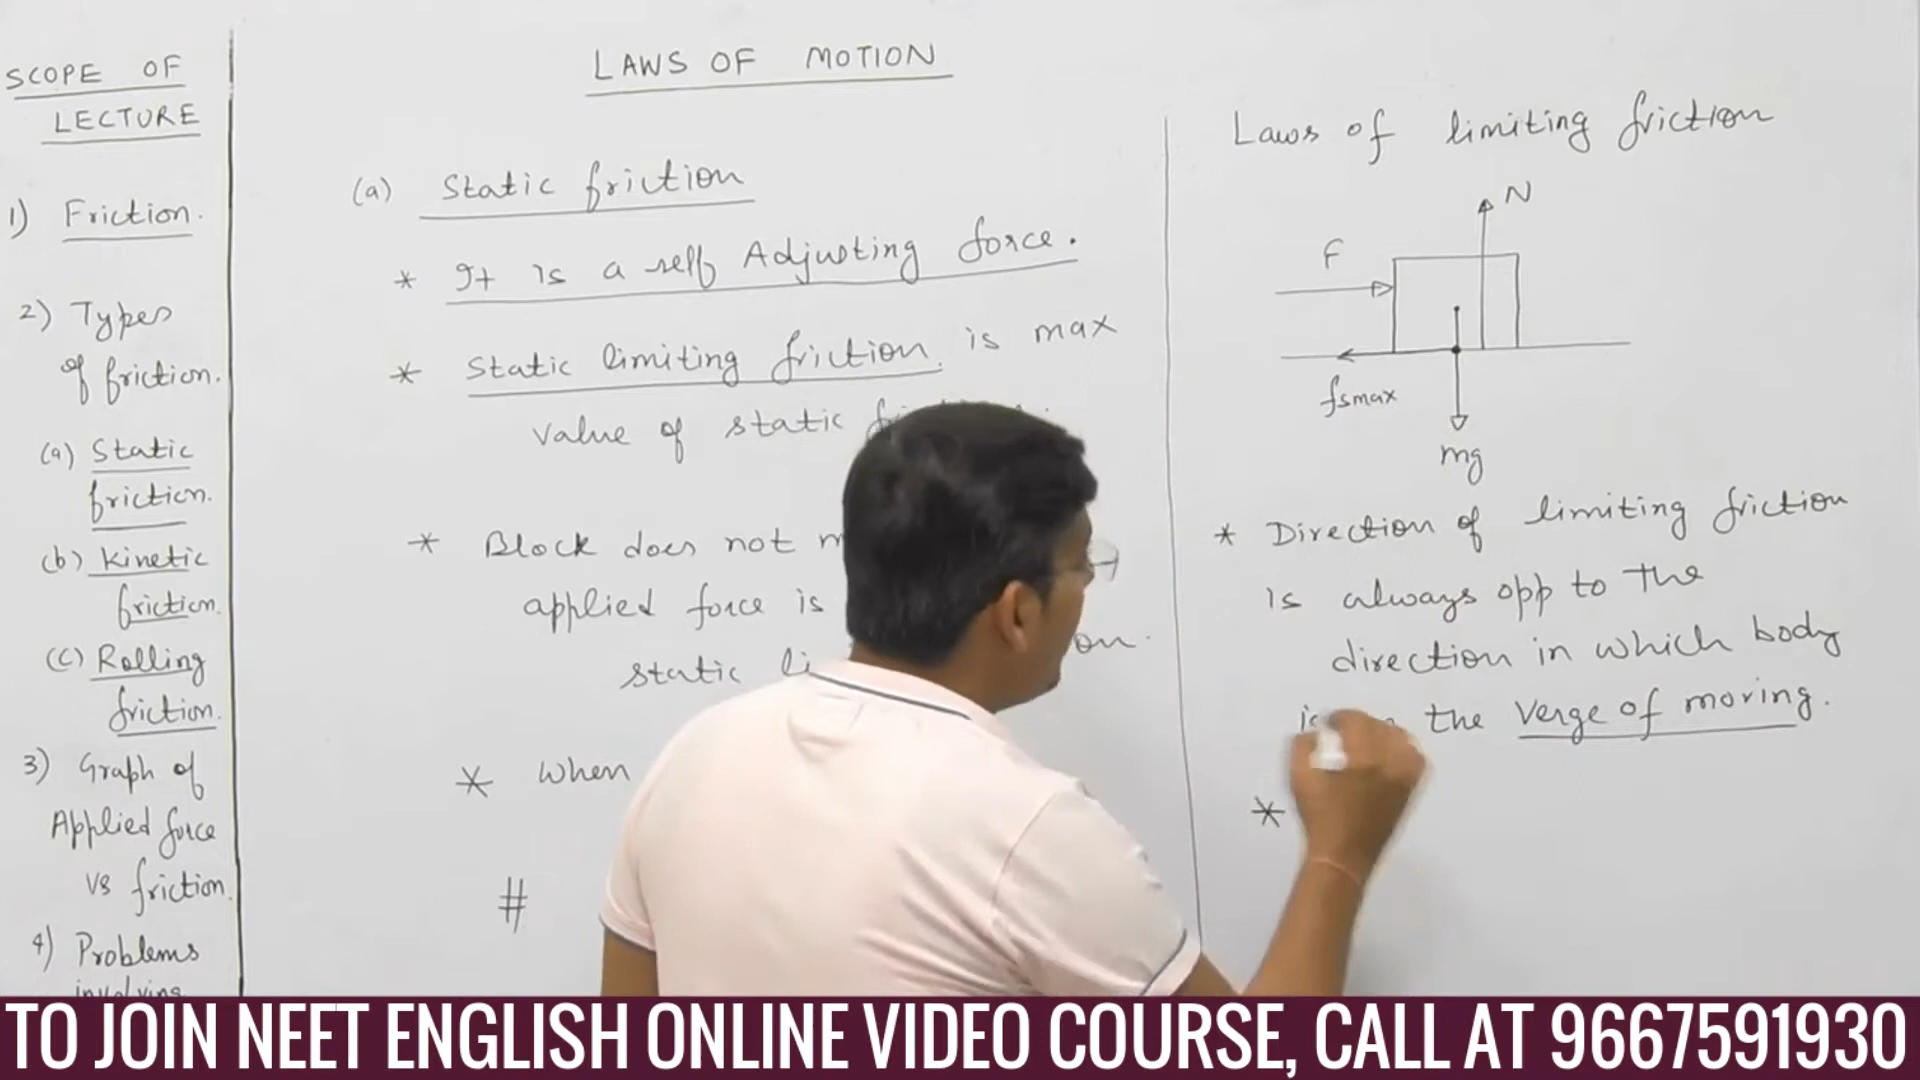 SCOPE OF
LECTURE
1) Friction.
2) Types
of friction.
(a) Static
friction.
(b) Kinetic
friction.
(c) Rolling
friction.
3) Graph of
Applied force
vs friction.
4) Problems
involving
LAWS OF MOTION
(a) Static friction
* It is a self Adjusting force.
* Static limiting friction. is max
value of static
* Block does not
applied force is
static
* When
#
Laws of limiting friction
N
F
fsmax
mg
* Direction of limiting friction
is always opp to the
direction in which body
the verge of moving.
*
TO JOIN NEET ENGLISH ONLINE VIDEO COURSE, CALL AT 9667591930